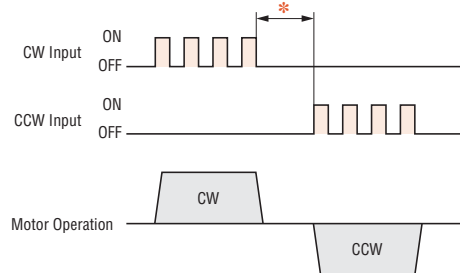 *
ON
CW Input
OFF
ON
CCW Input
OFF
CW
Motor Operation
CCW